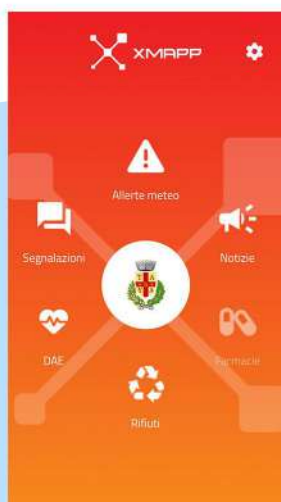 XMAPP
Allerte meteo
Segnalazioni
Notizie
DAE
Farmacie
Rifiuti